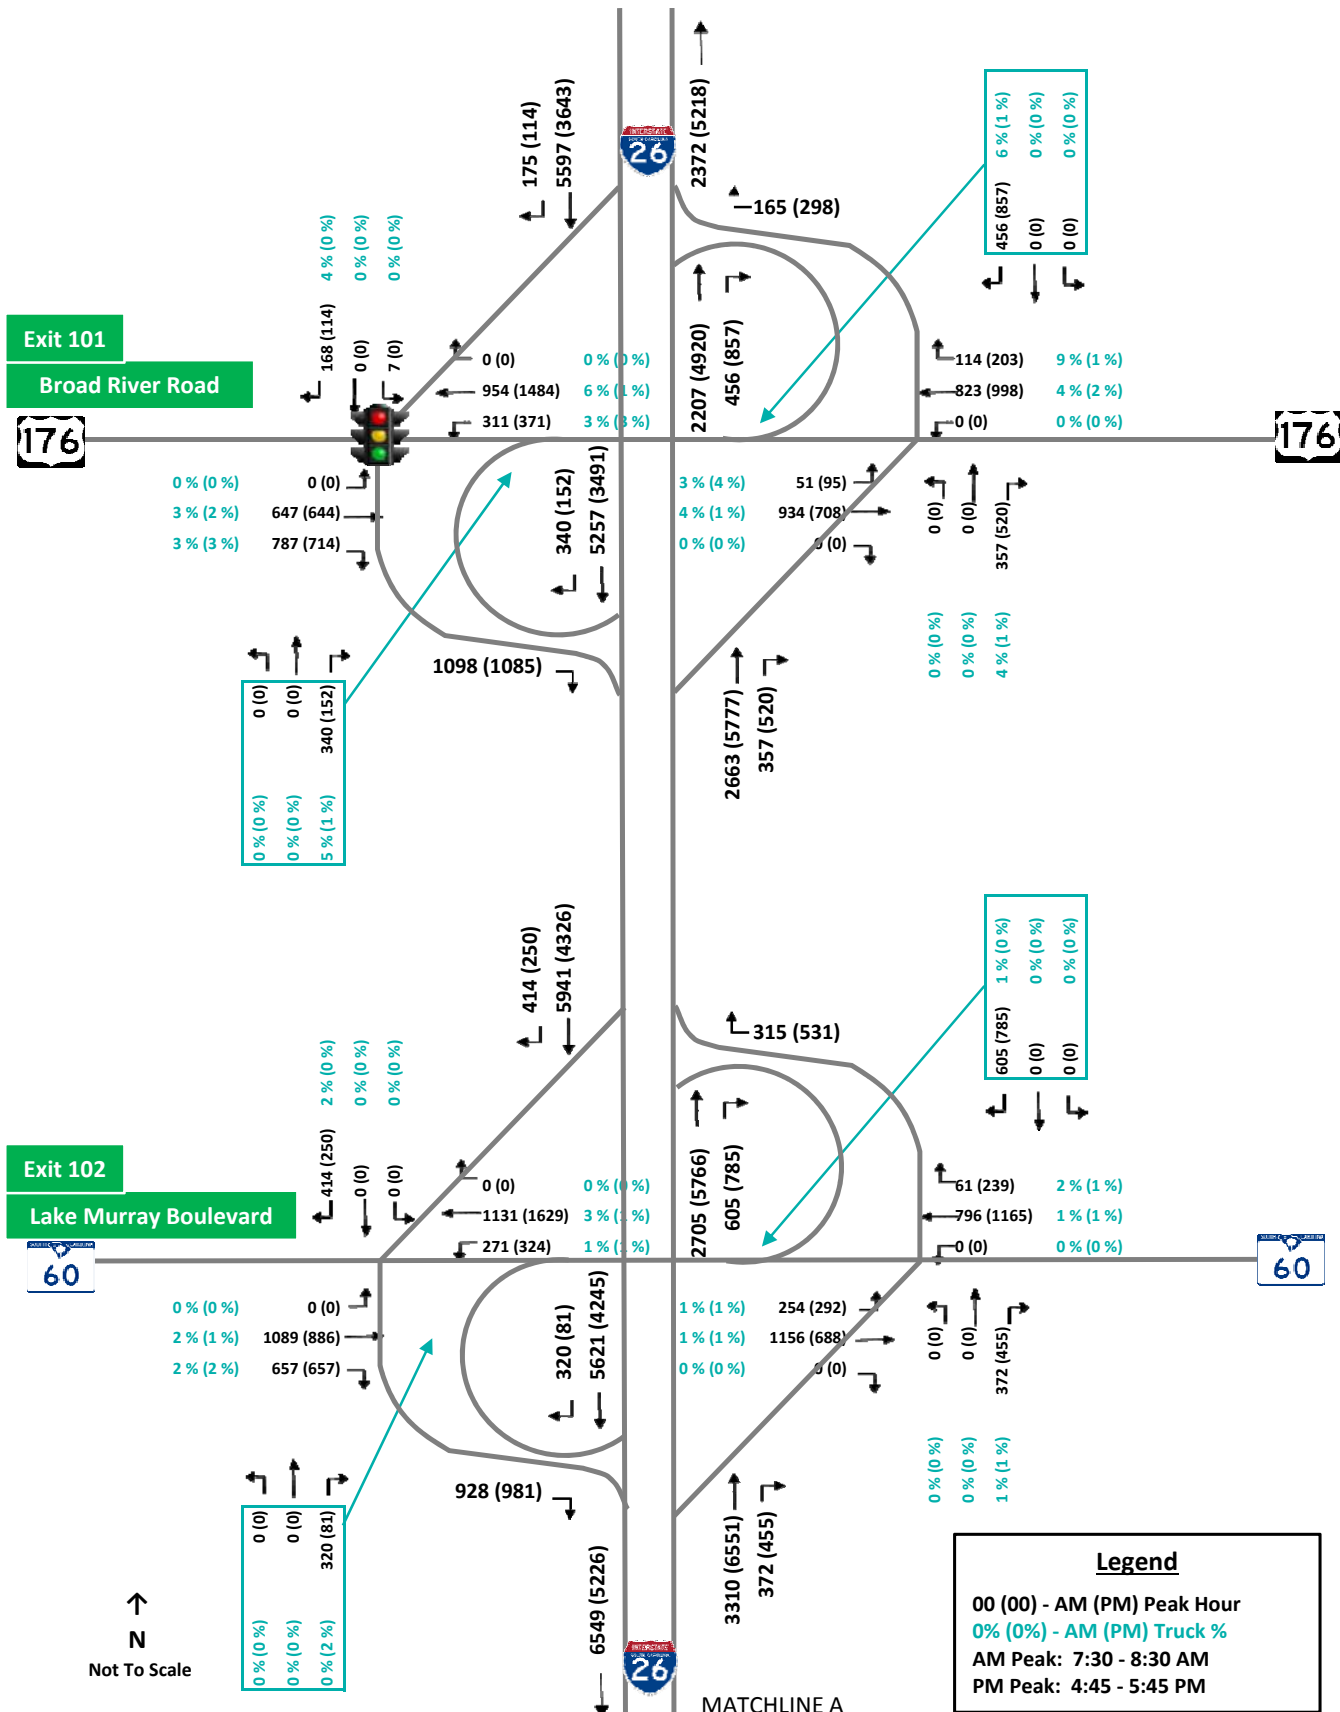 175 (114)
5597 (3643)
INTERSTATE
SOUTH CAROLINA
26
2372 (5218)
165 (298)
6 % (1 %)
0 % (0 %)
0 % (0 %)
456 (857)
0 (0)
0 (0)
4 % (0 %)
0 % (0 %)
0 % (0 %)
168 (114)
0 (0)
7 (0)
Exit 101
Broad River Road
0 (0) 0 % (0 %)
954 (1484) 6 % (1 %)
311 (371) 3 % (3 %)
2207 (4920)
456 (857)
114 (203) 9 % (1 %)
823 (998) 4 % (2 %)
0 (0) 0 % (0 %)
176
176
0 % (0 %) 0 (0)
3 % (2 %) 647 (644)
3 % (3 %) 787 (714)
340 (152)
5257 (3491)
3 % (4 %) 51 (95)
4 % (1 %) 934 (708)
0 % (0 %) 0 (0)
0 (0)
0 (0)
357 (520)
0 % (0 %)
0 % (0 %)
4 % (1 %)
1098 (1085)
2663 (5777)
357 (520)
0 (0)
0 (0)
340 (152)
0 % (0 %)
0 % (0 %)
5 % (1 %)
414 (250)
5941 (4326)
315 (531)
1 % (0 %)
0 % (0 %)
0 % (0 %)
605 (785)
0 (0)
0 (0)
2 % (0 %)
0 % (0 %)
0 % (0 %)
414 (250)
0 (0)
0 (0)
Exit 102
Lake Murray Boulevard
0 (0) 0 % (0 %)
1131 (1629) 3 % (1 %)
271 (324) 1 % (1 %)
2705 (5766)
605 (785)
61 (239) 2 % (1 %)
796 (1165) 1 % (1 %)
0 (0) 0 % (0 %)
60
60
0 % (0 %) 0 (0)
2 % (1 %) 1089 (886)
2 % (2 %) 657 (657)
320 (81)
5621 (4245)
1 % (1 %) 254 (292)
1 % (1 %) 1156 (688)
0 % (0 %) 0 (0)
0 (0)
0 (0)
372 (455)
0 % (0 %)
0 % (0 %)
1 % (1 %)
928 (981)
3310 (6551)
372 (455)
0 (0)
0 (0)
320 (81)
0 % (0 %)
0 % (0 %)
0 % (2 %)
6549 (5226)
INTERSTATE
SOUTH CAROLINA
26
N
Not To Scale
MATCHLINE A
Legend
00 (00) - AM (PM) Peak Hour
0% (0%) - AM (PM) Truck %
AM Peak: 7:30 - 8:30 AM
PM Peak: 4:45 - 5:45 PM